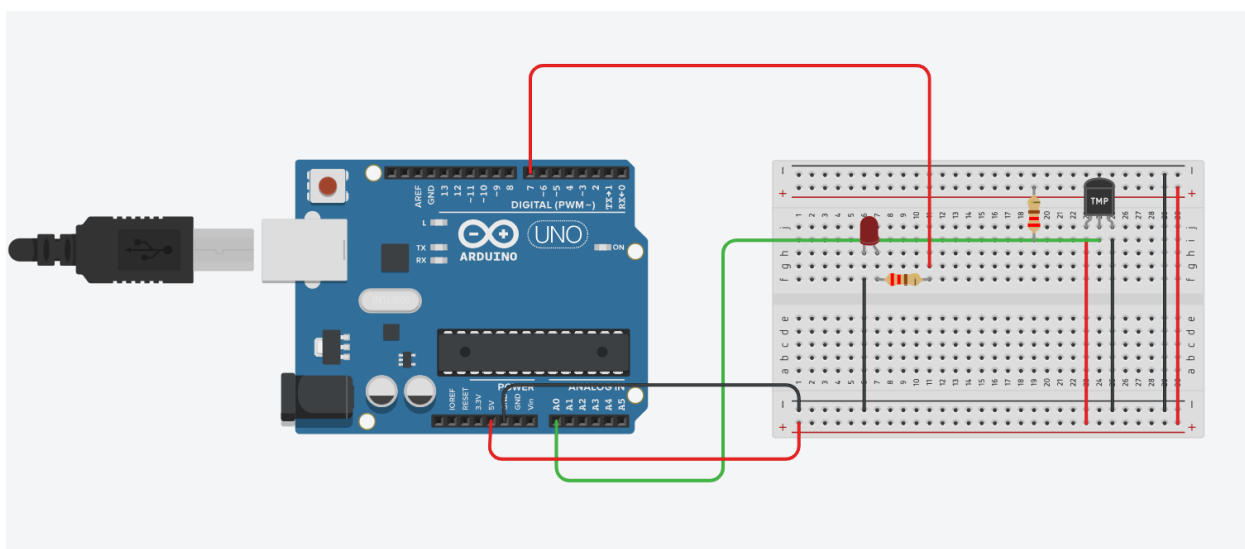 AREF
GND
13
12
~11
~10
~9
8
7
~6
~5
4
~3
2
TX→1
RX←0
DIGITAL (PWM~)
L
TX
RX
UNO
ON
ARDUINO
TMP
POWER
ANALOG IN
IOREF
RESET
3.3V
5V
GND
Vin
A0
A1
A2
A3
A4
A5
- -
+ +
j j
i i
h h
g g
f f
e e
d d
c c
b b
a a
- -
+ +